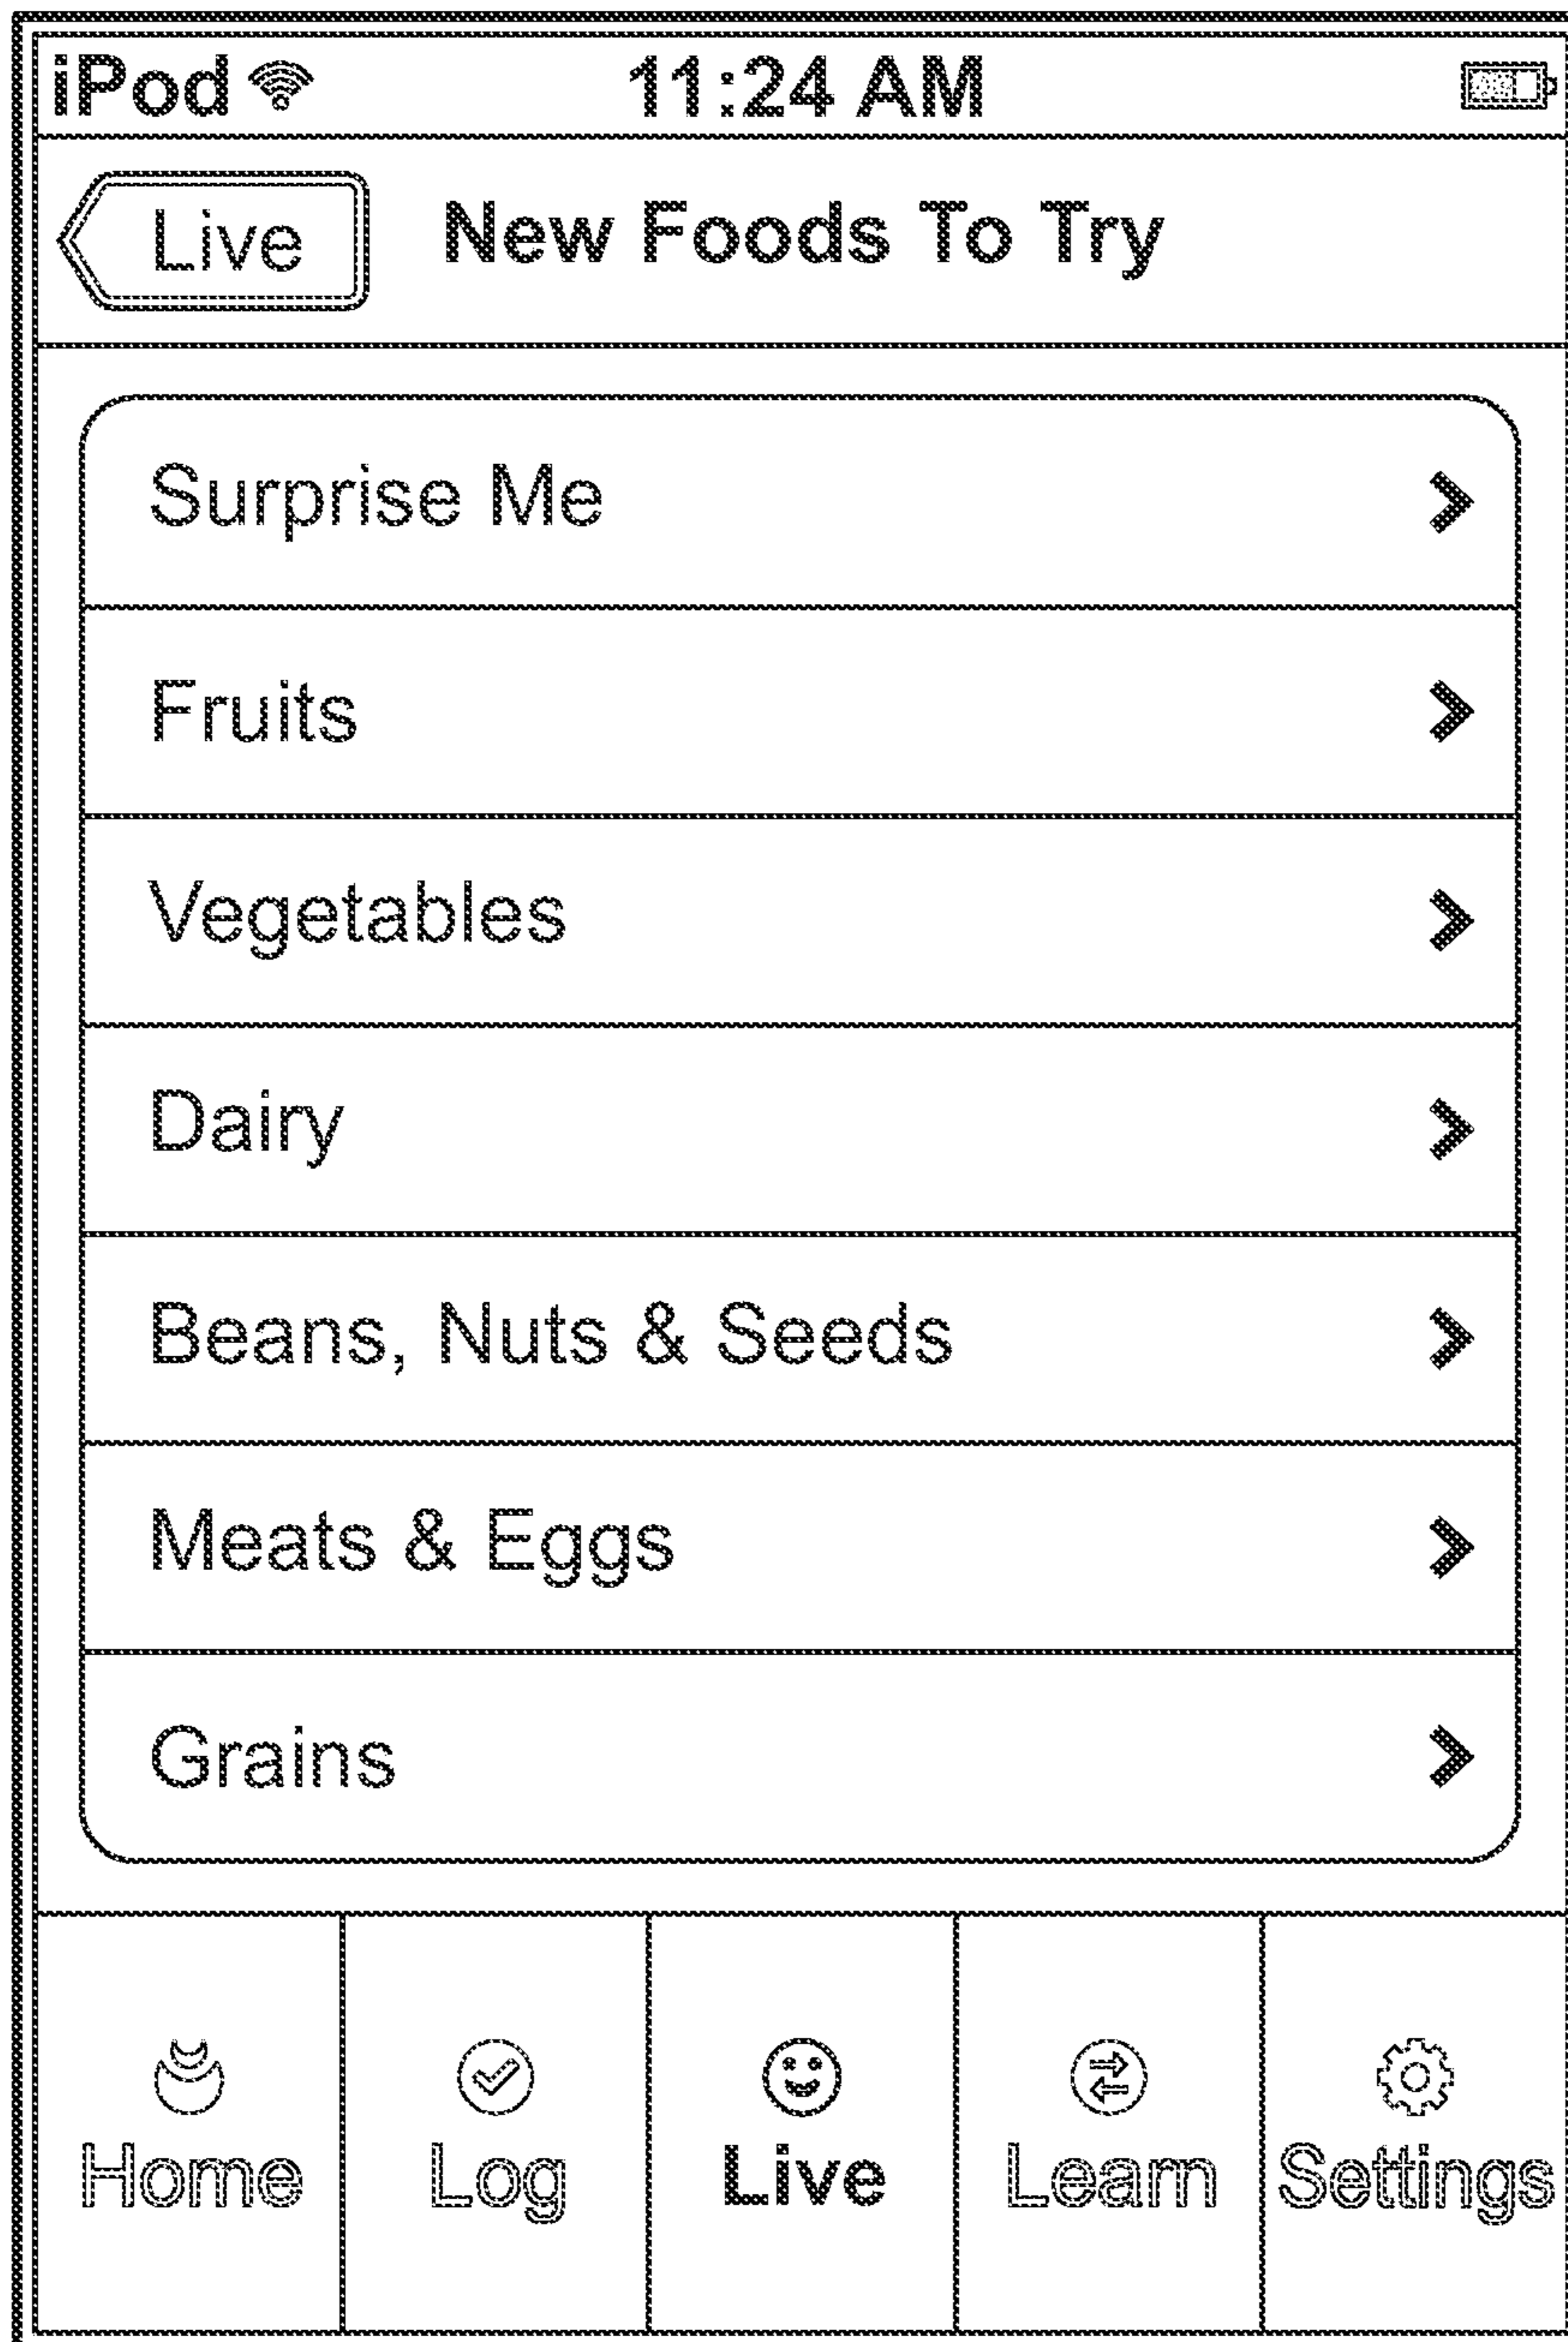 iPod 11:24 AM
Live New Foods To Try
Surprise Me
Fruits
Vegetables
Dairy
Beans, Nuts & Seeds
Meats & Eggs
Grains
Home Log Live Learn Settings